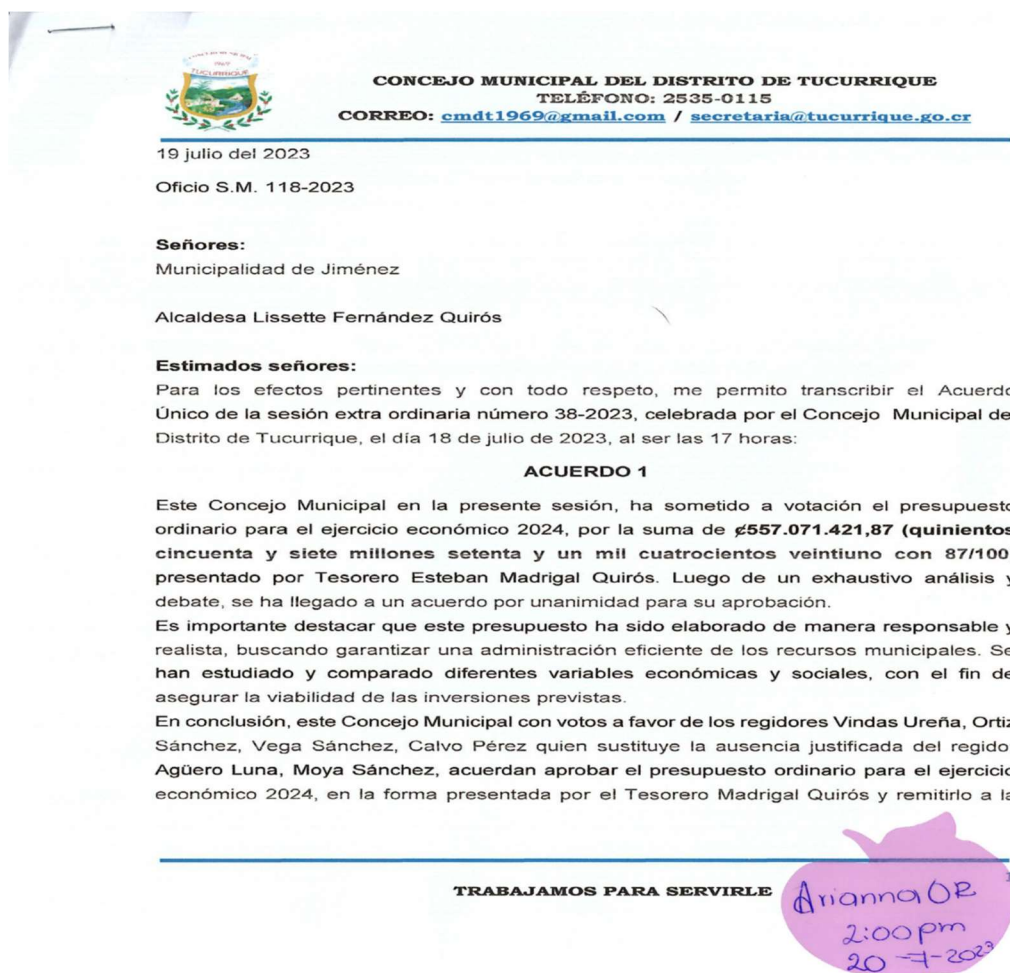 TUCURRIQUE
CONCEJO MUNICIPAL DEL DISTRITO DE TUCURRIQUE
TELÉFONO: 2535-0115
CORREO: cmdt1969@gmail.com / secretaria@tucurrique.go.cr
19 julio del 2023
Oficio S.M. 118-2023
Señores:
Municipalidad de Jiménez
Alcaldesa Lissette Fernández Quirós
Estimados señores:
Para los efectos pertinentes y con todo respeto, me permito transcribir el Acuerdo
Único de la sesión extra ordinaria número 38-2023, celebrada por el Concejo Municipal de
Distrito de Tucurrique, el día 18 de julio de 2023, al ser las 17 horas:
ACUERDO 1
Este Concejo Municipal en la presente sesión, ha sometido a votación el presupuesto
ordinario para el ejercicio económico 2024, por la suma de ¢557.071.421,87 (quinientos
cincuenta y siete millones setenta y un mil cuatrocientos veintiuno con 87/100
presentado por Tesorero Esteban Madrigal Quirós. Luego de un exhaustivo análisis y
debate, se ha llegado a un acuerdo por unanimidad para su aprobación.
Es importante destacar que este presupuesto ha sido elaborado de manera responsable y
realista, buscando garantizar una administración eficiente de los recursos municipales. Se
han estudiado y comparado diferentes variables económicas y sociales, con el fin de
asegurar la viabilidad de las inversiones previstas.
En conclusión, este Concejo Municipal con votos a favor de los regidores Vindas Ureña, Ortiz
Sánchez, Vega Sánchez, Calvo Pérez quien sustituye la ausencia justificada del regido
Agüero Luna, Moya Sánchez, acuerdan aprobar el presupuesto ordinario para el ejercicio
económico 2024, en la forma presentada por el Tesorero Madrigal Quirós y remitirlo a la
TRABAJAMOS PARA SERVIRLE
Arianna OR
2:00 pm
20-7-2023